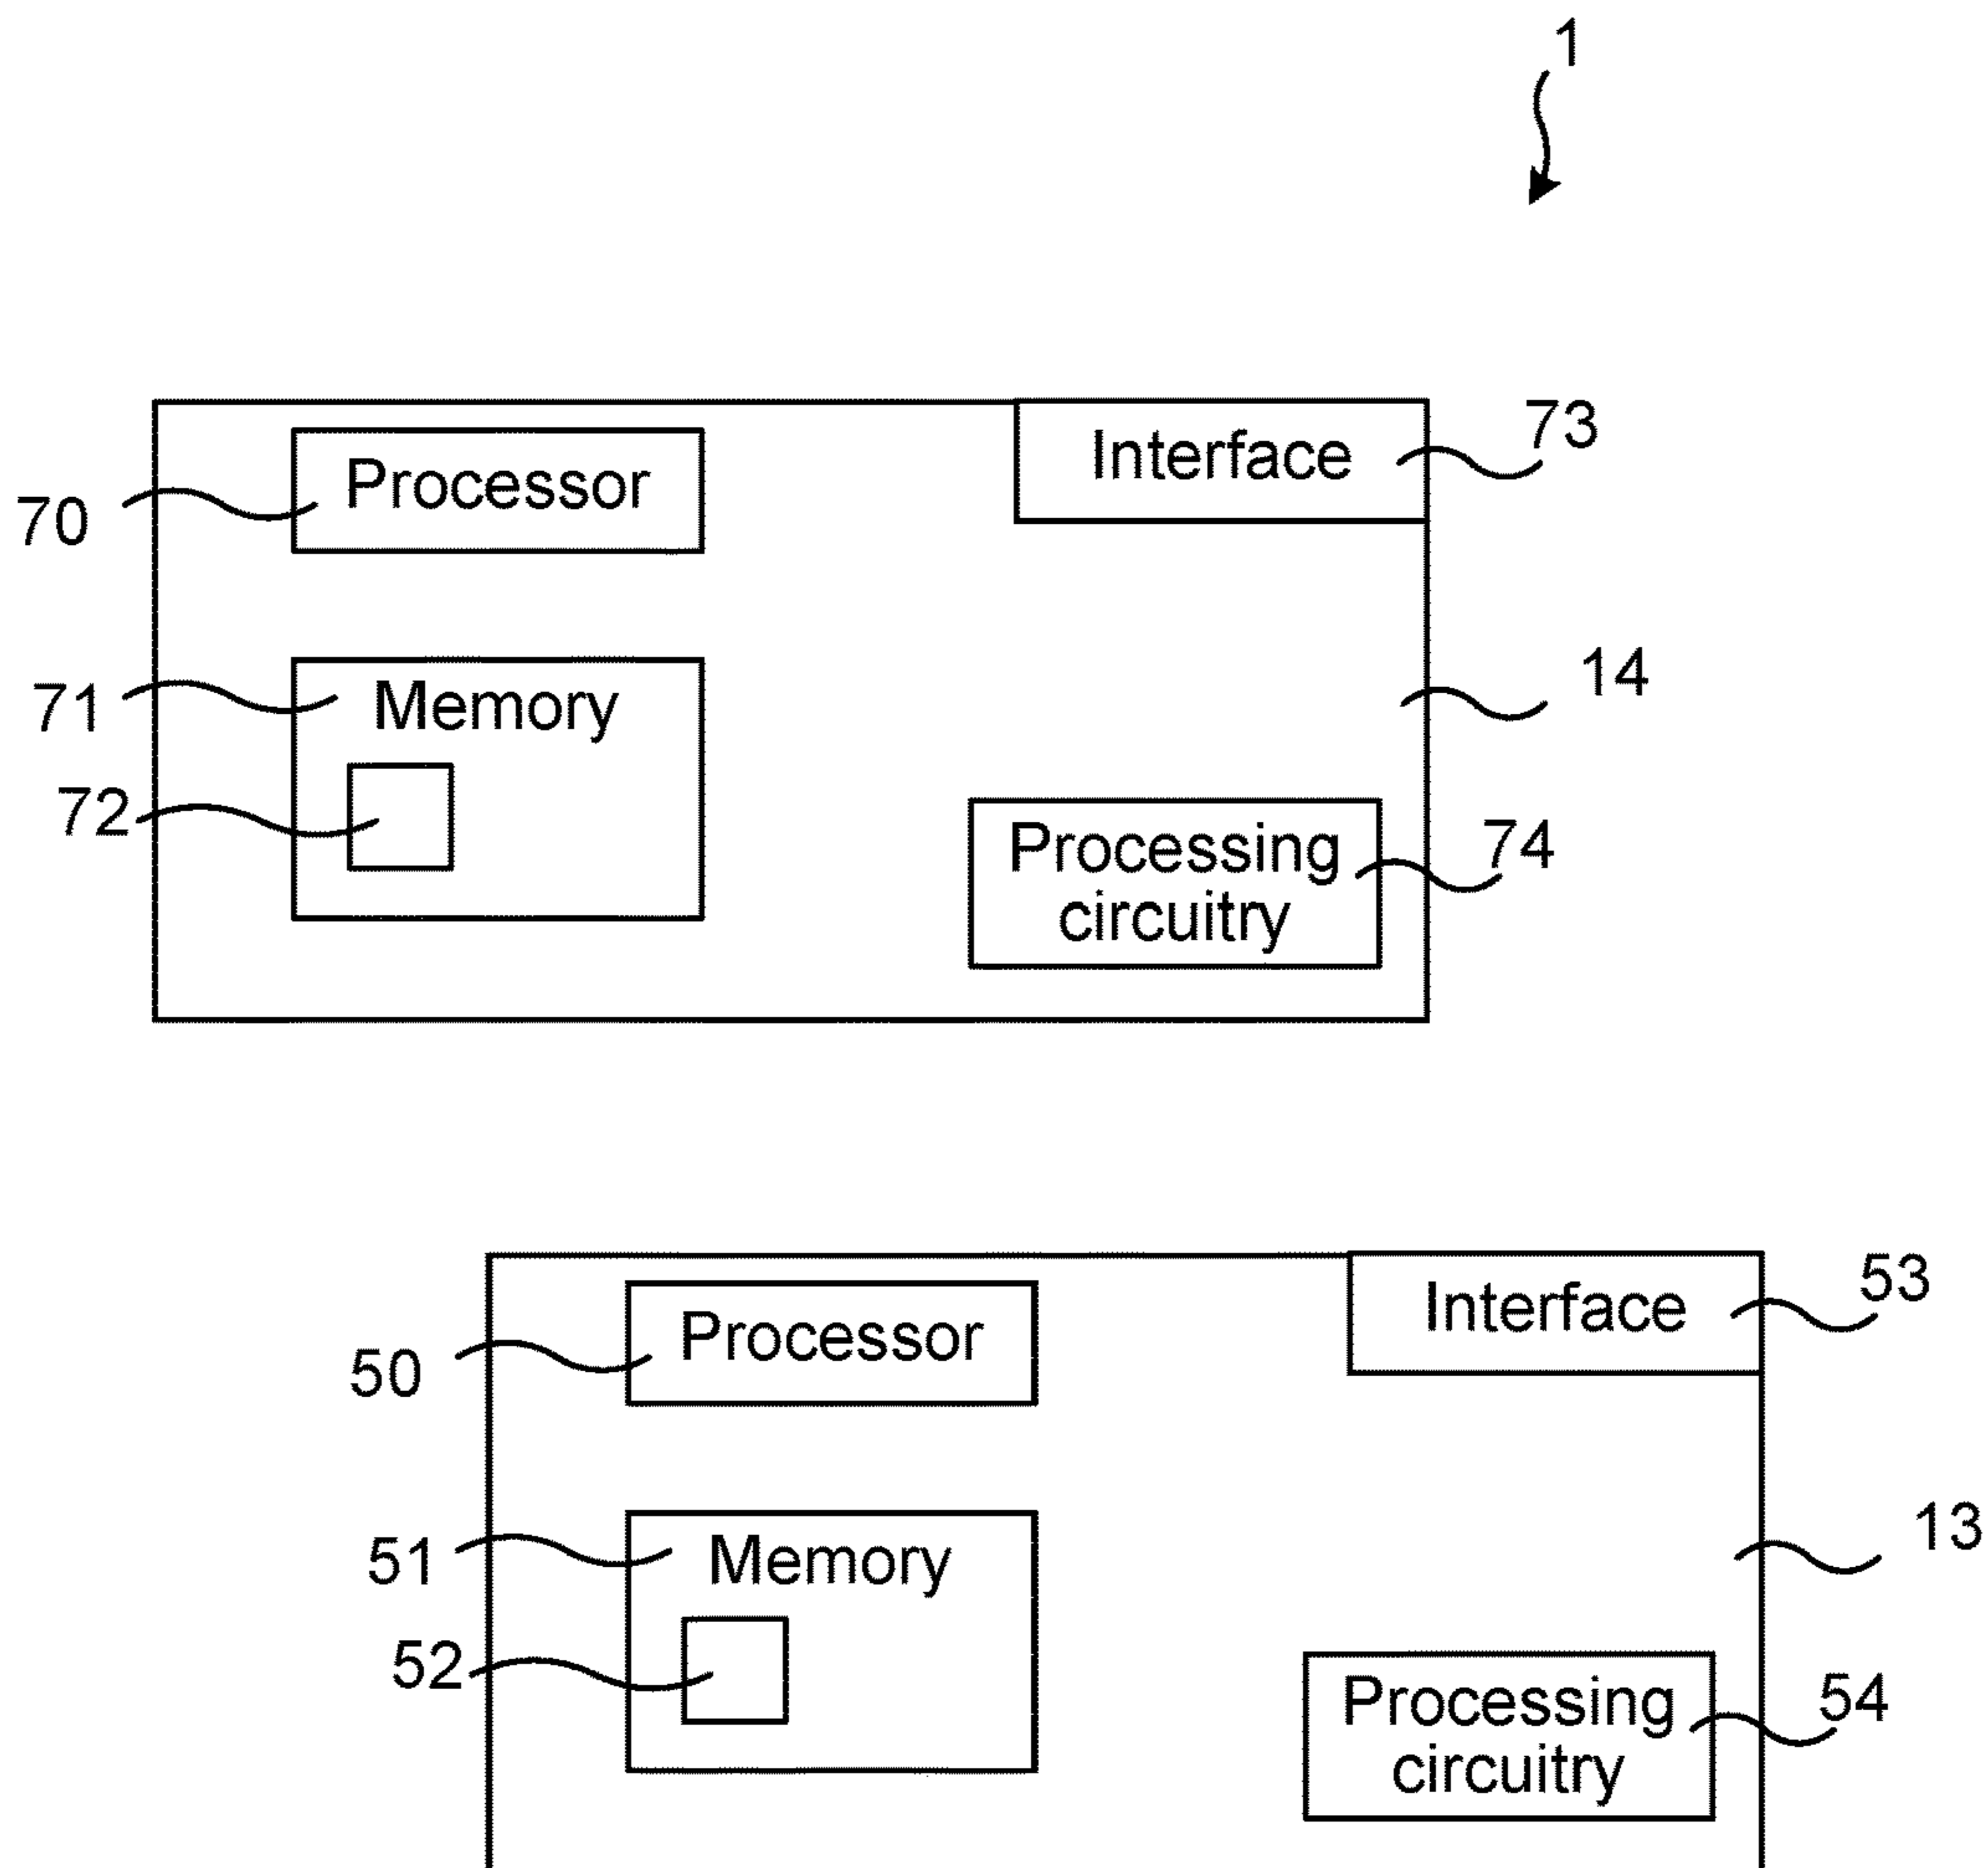 1
Interface
73
Processor
70
14
Memory
71
72
Processing
circuitry
74
Interface
53
Processor
50
13
Memory
51
52
Processing
circuitry
54